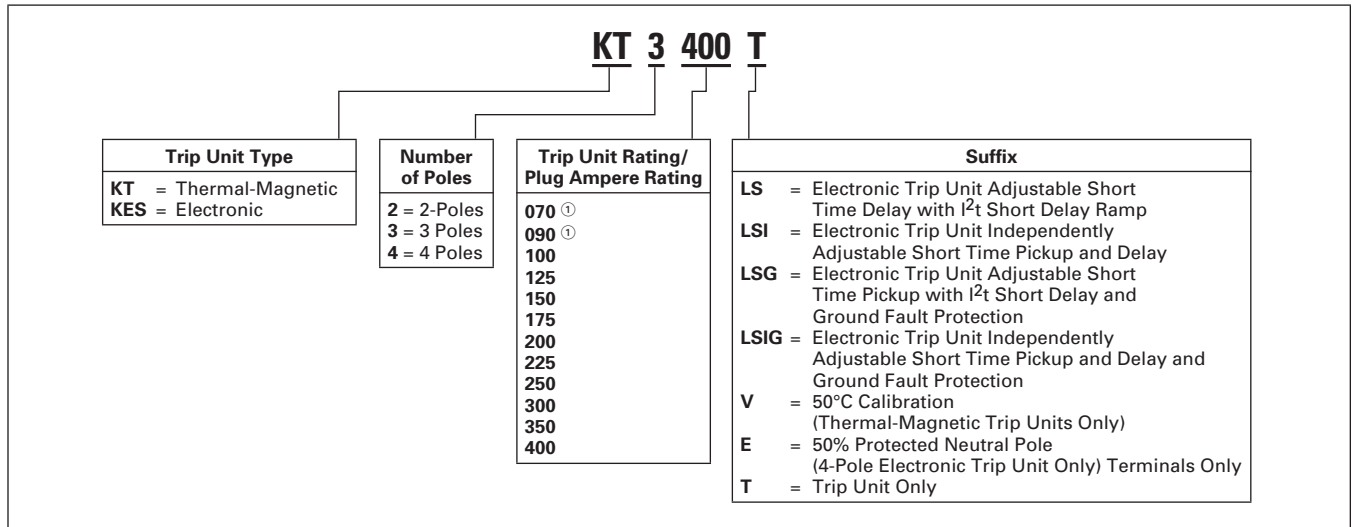 KT 3 400 T
Trip Unit Type
KT = Thermal-Magnetic
KES = Electronic
Number
of Poles
2 = 2-Poles
3 = 3 Poles
4 = 4 Poles
Trip Unit Rating/
Plug Ampere Rating
070 ①
090 ①
100
125
150
175
200
225
250
300
350
400
Suffix
LS = Electronic Trip Unit Adjustable Short
Time Delay with I²t Short Delay Ramp
LSI = Electronic Trip Unit Independently
Adjustable Short Time Pickup and Delay
LSG = Electronic Trip Unit Adjustable Short
Time Pickup with I²t Short Delay and
Ground Fault Protection
LSIG = Electronic Trip Unit Independently
Adjustable Short Time Pickup and Delay and
Ground Fault Protection
V = 50°C Calibration
(Thermal-Magnetic Trip Units Only)
E = 50% Protected Neutral Pole
(4-Pole Electronic Trip Unit Only) Terminals Only
T = Trip Unit Only